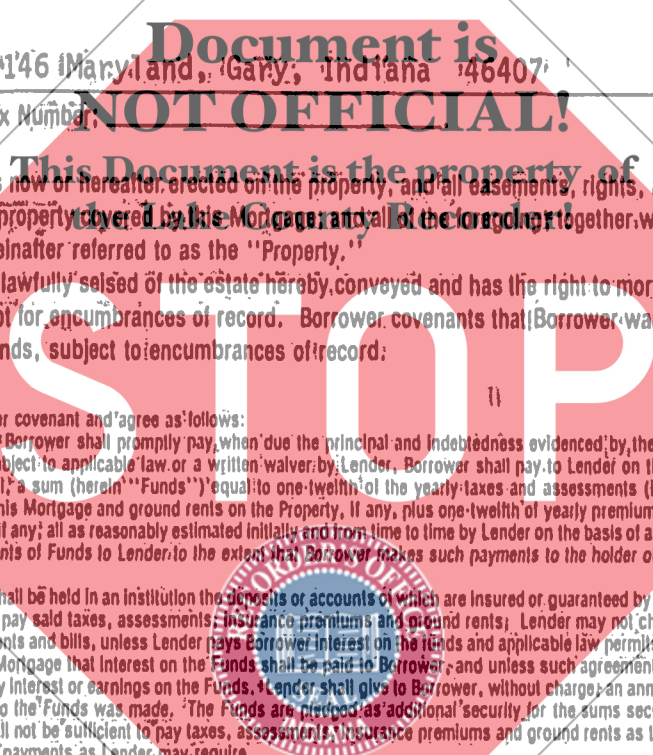 Document is
146 Maryland, Gary, Indiana 46407
NOT OFFICIAL!
x Number:
This Document is the property of
the Lake County Recorder!
now or hereafter erected on the property, and all easements, rights,
property covered by this Mortgage; and all of the foregoing, together w
einafter referred to as the "Property."
lawfully seised of the estate hereby conveyed and has the right to mor
pt for encumbrances of record. Borrower covenants that Borrower wa
nds, subject to encumbrances of record.
STOP
er covenant and agree as follows:
Borrower shall promptly pay when due the principal and indebtedness evidenced by the
bject to applicable law or a written waiver by Lender, Borrower shall pay to Lender on th
a sum (herein "Funds") equal to one-twelfth of the yearly taxes and assessments (
his Mortgage and ground rents on the Property, if any, plus one-twelfth of yearly premium
if any, all as reasonably estimated initially and from time to time by Lender on the basis of a
nts of Funds to Lender to the extent that Borrower makes such payments to the holder o
RECORDER'S OFFICE
hall be held in an institution the deposits or accounts of which are insured or guaranteed by
pay said taxes, assessments, insurance premiums and ground rents. Lender may not ch
nts and bills, unless Lender pays Borrower interest on the Funds and applicable law permit
Mortgage that interest on the Funds shall be paid to Borrower, and unless such agreement
y interest or earnings on the Funds. Lender shall give to Borrower, without charge, an ann
o the Funds was made. The Funds are pledged as additional security for the sums sec
ll not be sufficient to pay taxes, assessments, insurance premiums and ground rents as t
payments as Lender may require.